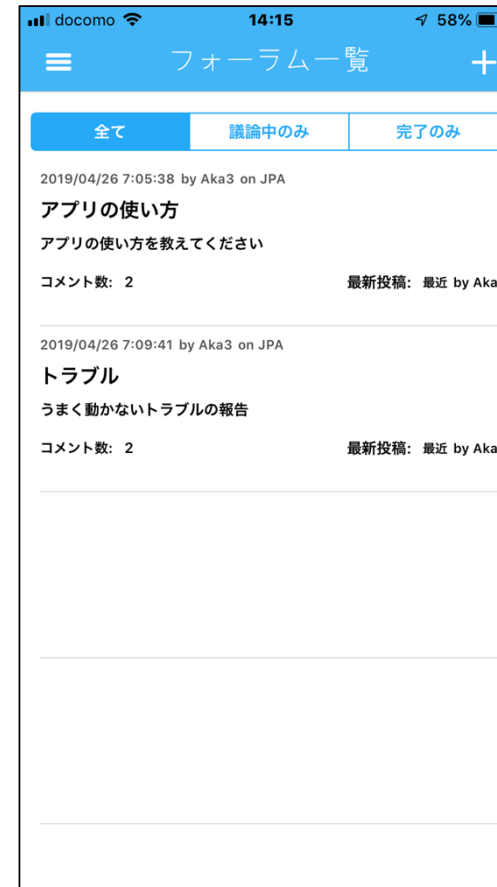 docomo 14:15 58%
フォーラム一覧
全て 議論中のみ 完了のみ
2019/04/26 7:05:38 by Aka3 on JPA
アプリの使い方
アプリの使い方を教えてください
コメント数: 2 最新投稿: 最近 by Aka
2019/04/26 7:09:41 by Aka3 on JPA
トラブル
うまく動かないトラブルの報告
コメント数: 2 最新投稿: 最近 by Aka